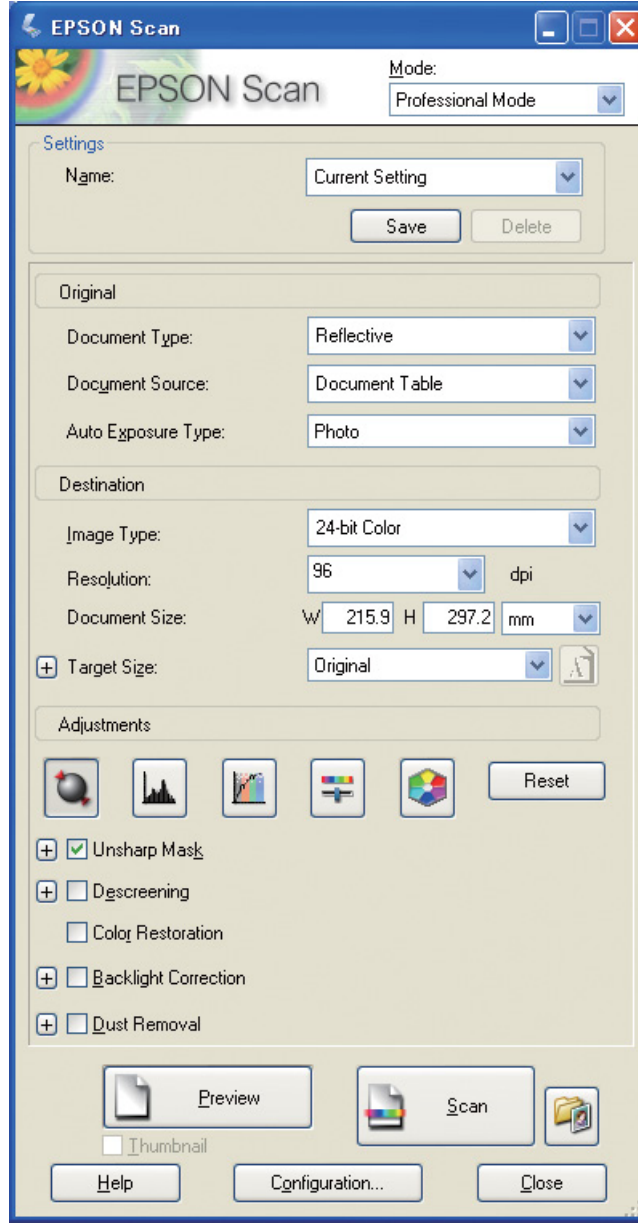 EPSON Scan
EPSON Scan
Mode:
Professional Mode
Settings
Name: Current Setting
Save Delete
Original
Document Type: Reflective
Document Source: Document Table
Auto Exposure Type: Photo
Destination
Image Type: 24-bit Color
Resolution: 96 dpi
Document Size: W 215.9 H 297.2 mm
Target Size: Original A
Adjustments
Reset
Unsharp Mask
Descreening
Color Restoration
Backlight Correction
Dust Removal
Preview Scan
Thumbnail
Help Configuration... Close